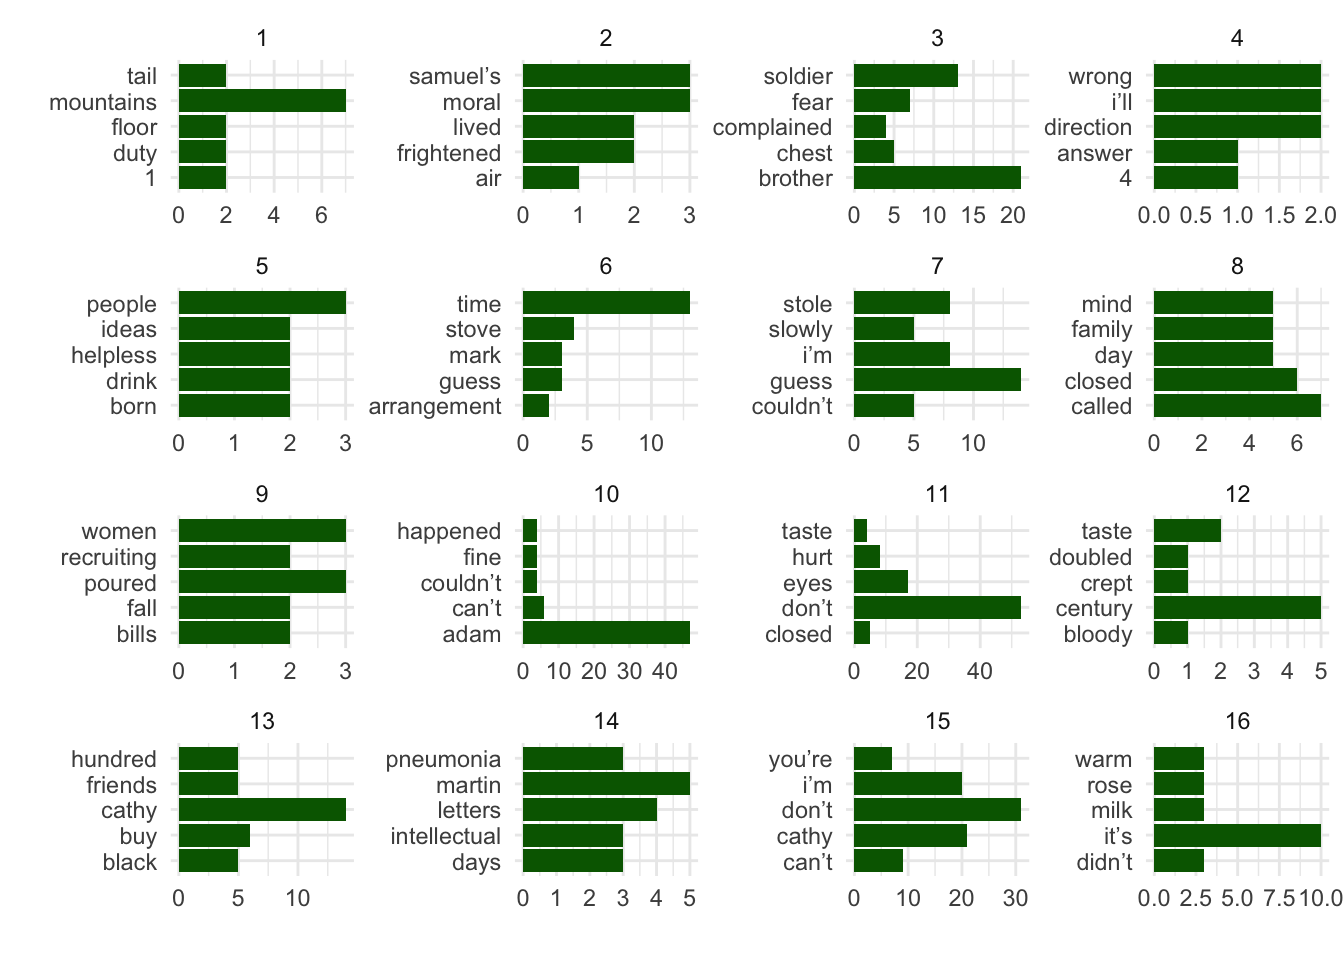 1 2 3 4
tail samuel’s soldier wrong
mountains moral fear i’ll
floor lived complained direction
duty frightened chest answer
1 air brother 4
0 2 4 6 0 1 2 3 0 5 10 15 20 0.0 0.5 1.0 1.5 2.0
5 6 7 8
people time stole mind
ideas stove slowly family
helpless mark i’m day
drink guess guess closed
born arrangement couldn’t called
0 1 2 3 0 5 10 0 5 10 0 2 4 6
9 10 11 12
women happened taste taste
recruiting fine hurt doubled
poured couldn’t eyes crept
fall can’t don’t century
bills adam closed bloody
0 1 2 3 0 10 20 30 40 0 20 40 0 1 2 3 4 5
13 14 15 16
hundred pneumonia you’re warm
friends martin i’m rose
cathy letters don’t milk
buy intellectual cathy it’s
black days can’t didn’t
0 5 10 0 1 2 3 4 5 0 10 20 30 0.0 2.5 5.0 7.5 10.0